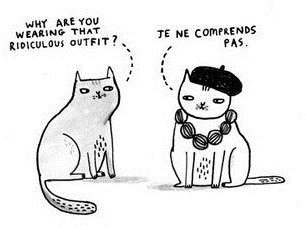 WHY ARE YOU
WEARING THAT
RIDICULOUS OUTFIT?
JE NE COMPRENDS
PAS.